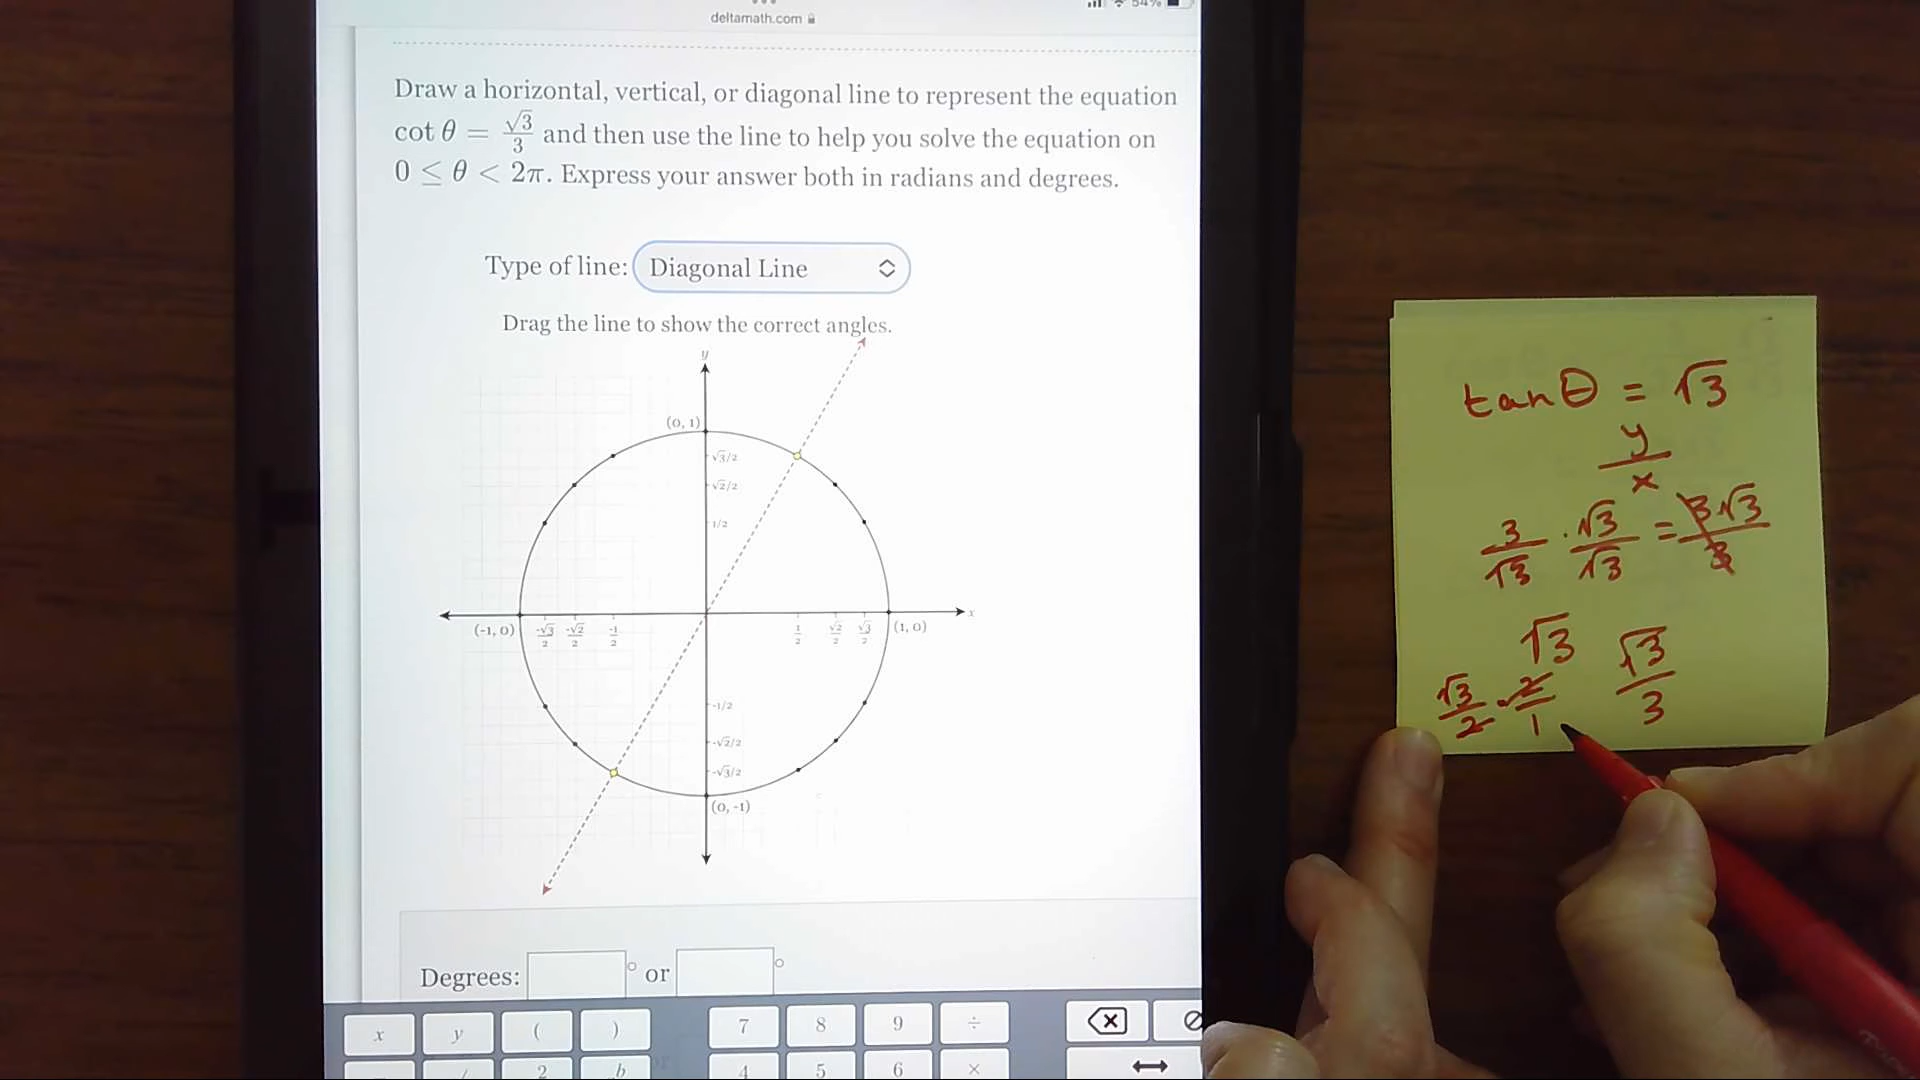 deltamath.com
54%
Draw a horizontal, vertical, or diagonal line to represent the equation
cot θ = √3/3 and then use the line to help you solve the equation on
0 ≤ θ < 2π. Express your answer both in radians and degrees.
Type of line: Diagonal Line
Drag the line to show the correct angles.
y
(0, 1)
√3/2
√2/2
1/2
x
(-1, 0) -√3/2 -√2/2 -1/2 1/2 √2/2 √3/2 (1, 0)
-1/2
-√2/2
-√3/2
(0, -1)
Degrees: ° or °
x y ( ) 7 8 9 ÷
2 b 4 5 6 ×
tanθ = √3
y/x
3/√3 · √3/√3 = 3√3/3
√3
√3/2 · 2/1 √3/3